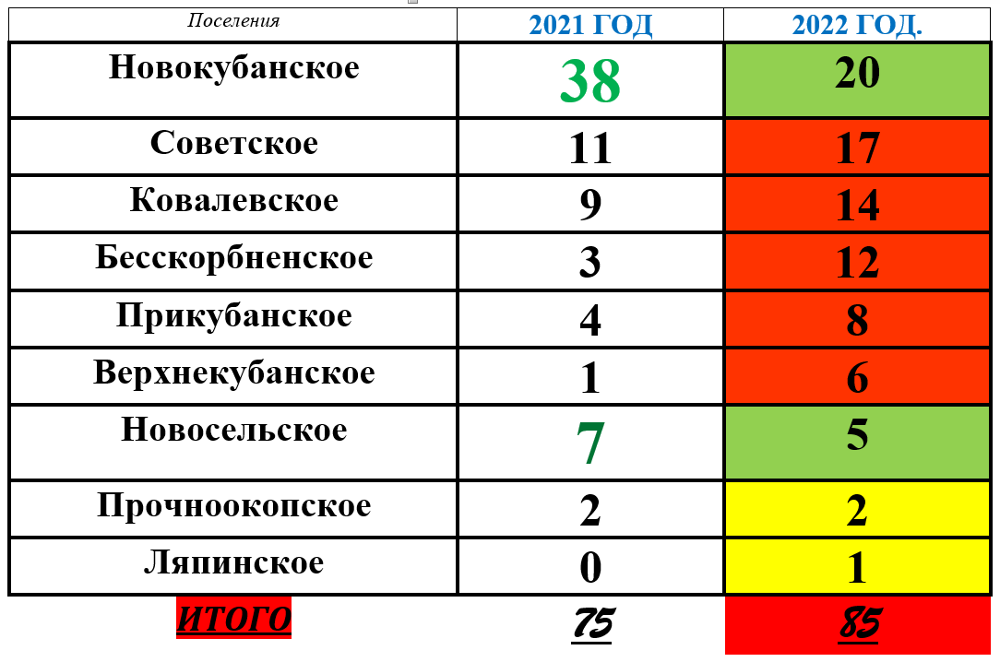 Поселения 2021 ГОД 2022 ГОД.
Новокубанское 38 20
Советское 11 17
Ковалевское 9 14
Бесскорбненское 3 12
Прикубанское 4 8
Верхнекубанское 1 6
Новосельское 7 5
Прочноокопское 2 2
Ляпинское 0 1
ИТОГО 75 85